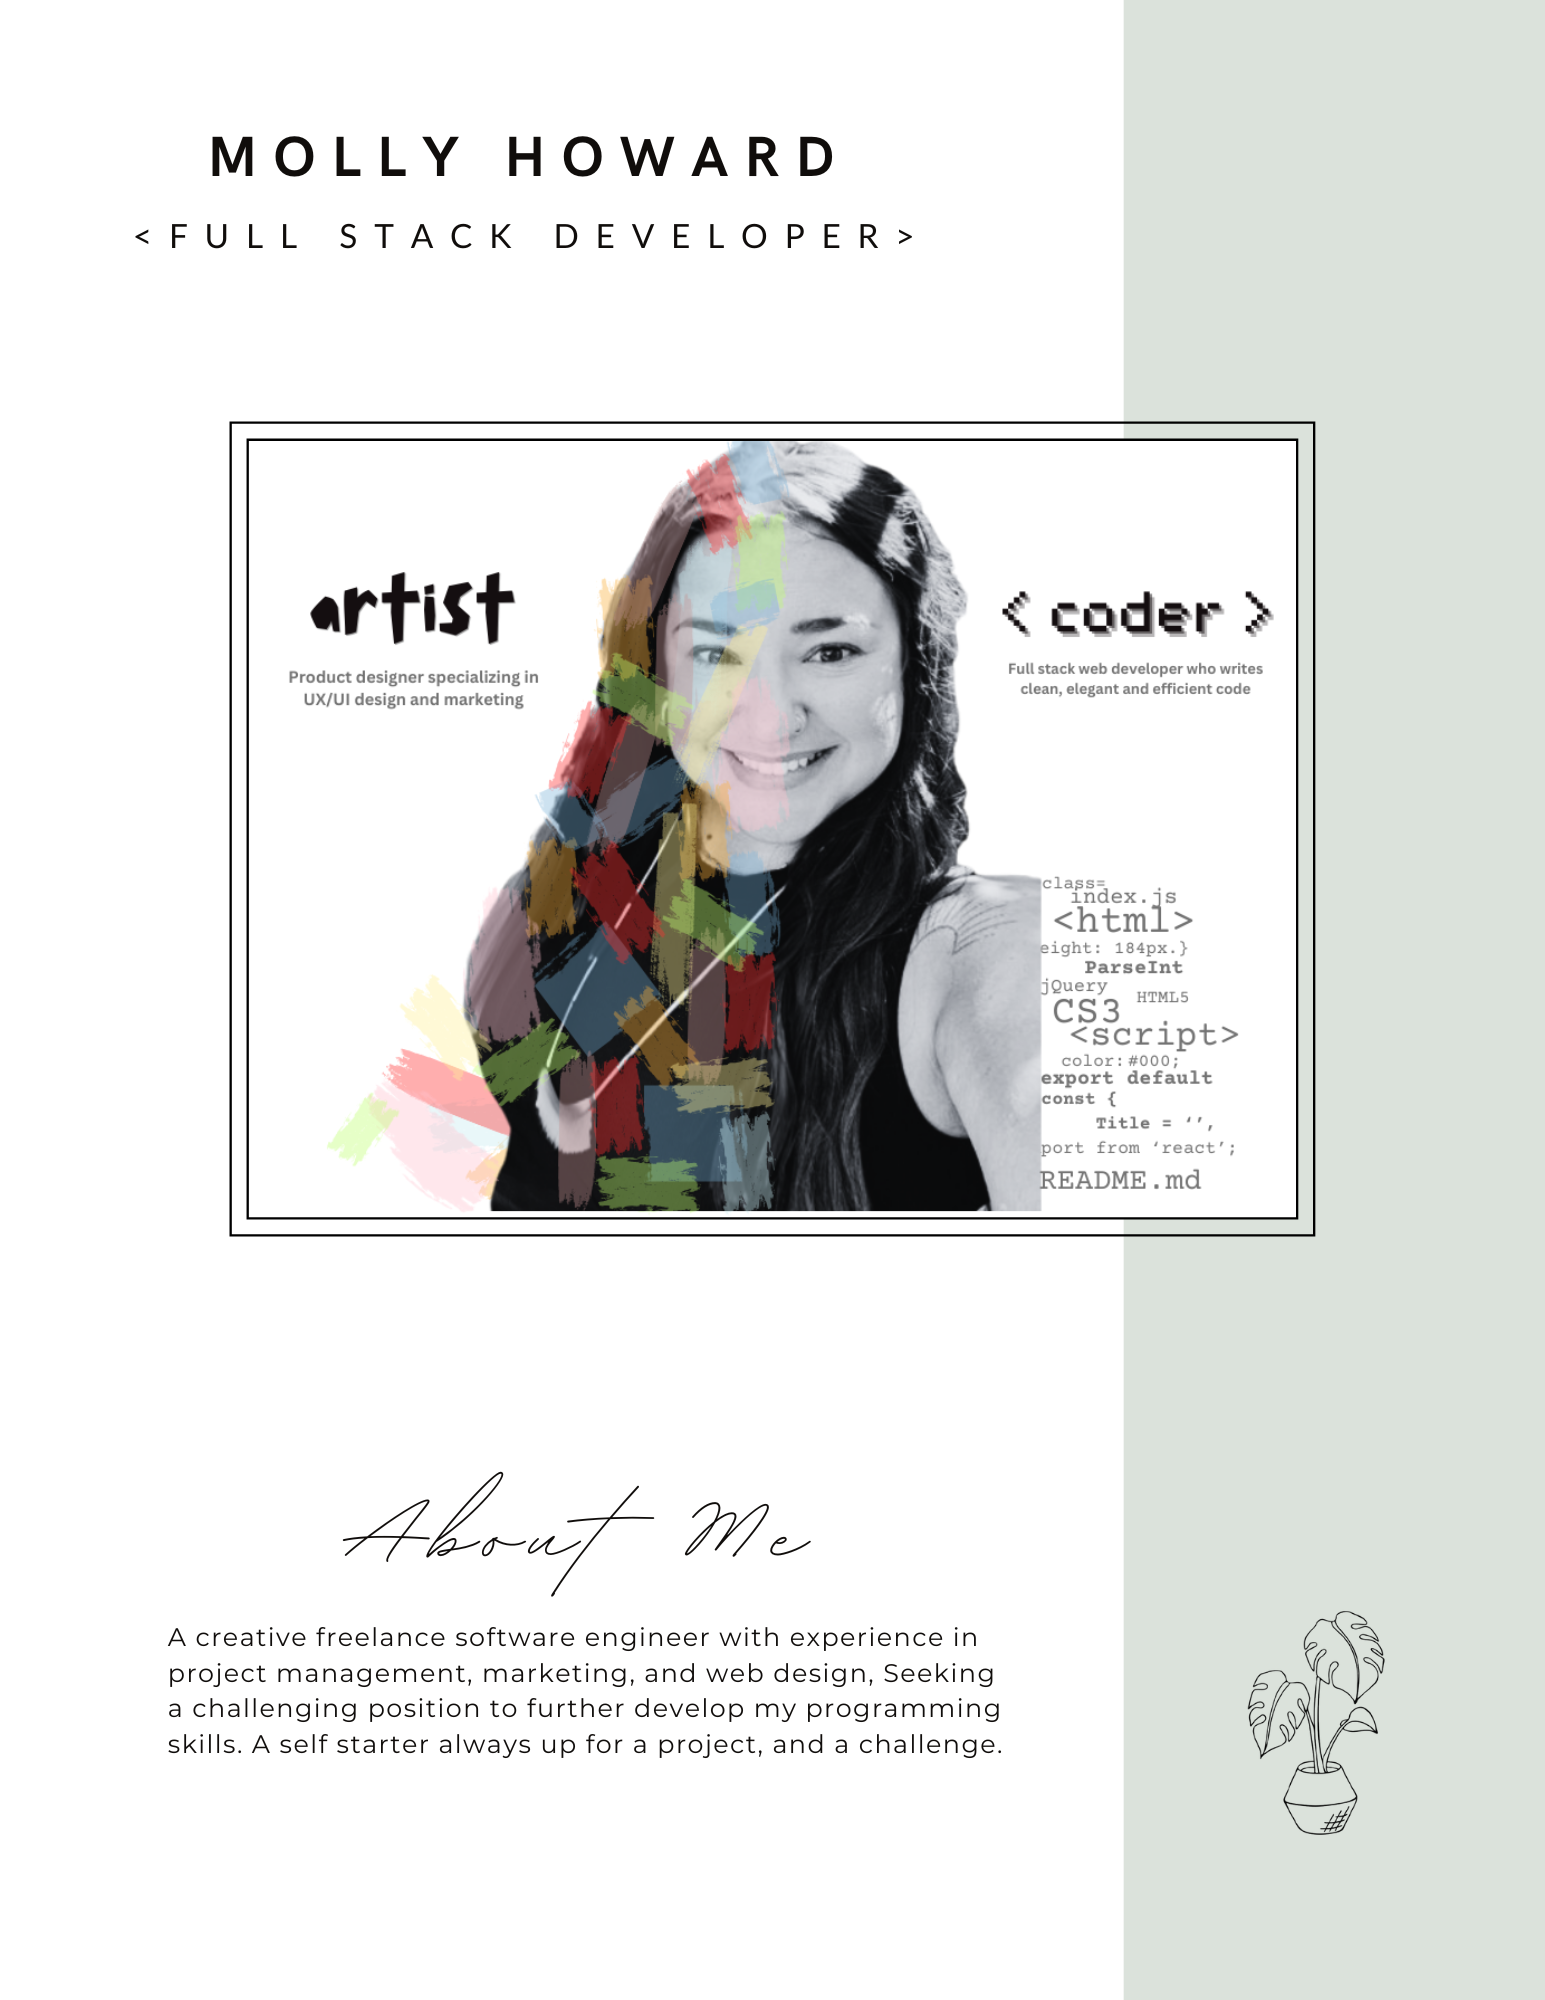 MOLLY HOWARD
<FULL STACK DEVELOPER>
artist
Product designer specializing in
UX/UI design and marketing
< coder >
Full stack web developer who writes
clean, elegant and efficient code
class=
index.js
<html>
eight: 184px.}
ParseInt
jQuery
HTML5
CS3
<script>
color: #000;
export default
const {
Title = ‘’,
port from ‘react’;
README.md
About Me
A creative freelance software engineer with experience in
project management, marketing, and web design, Seeking
a challenging position to further develop my programming
skills. A self starter always up for a project, and a challenge.